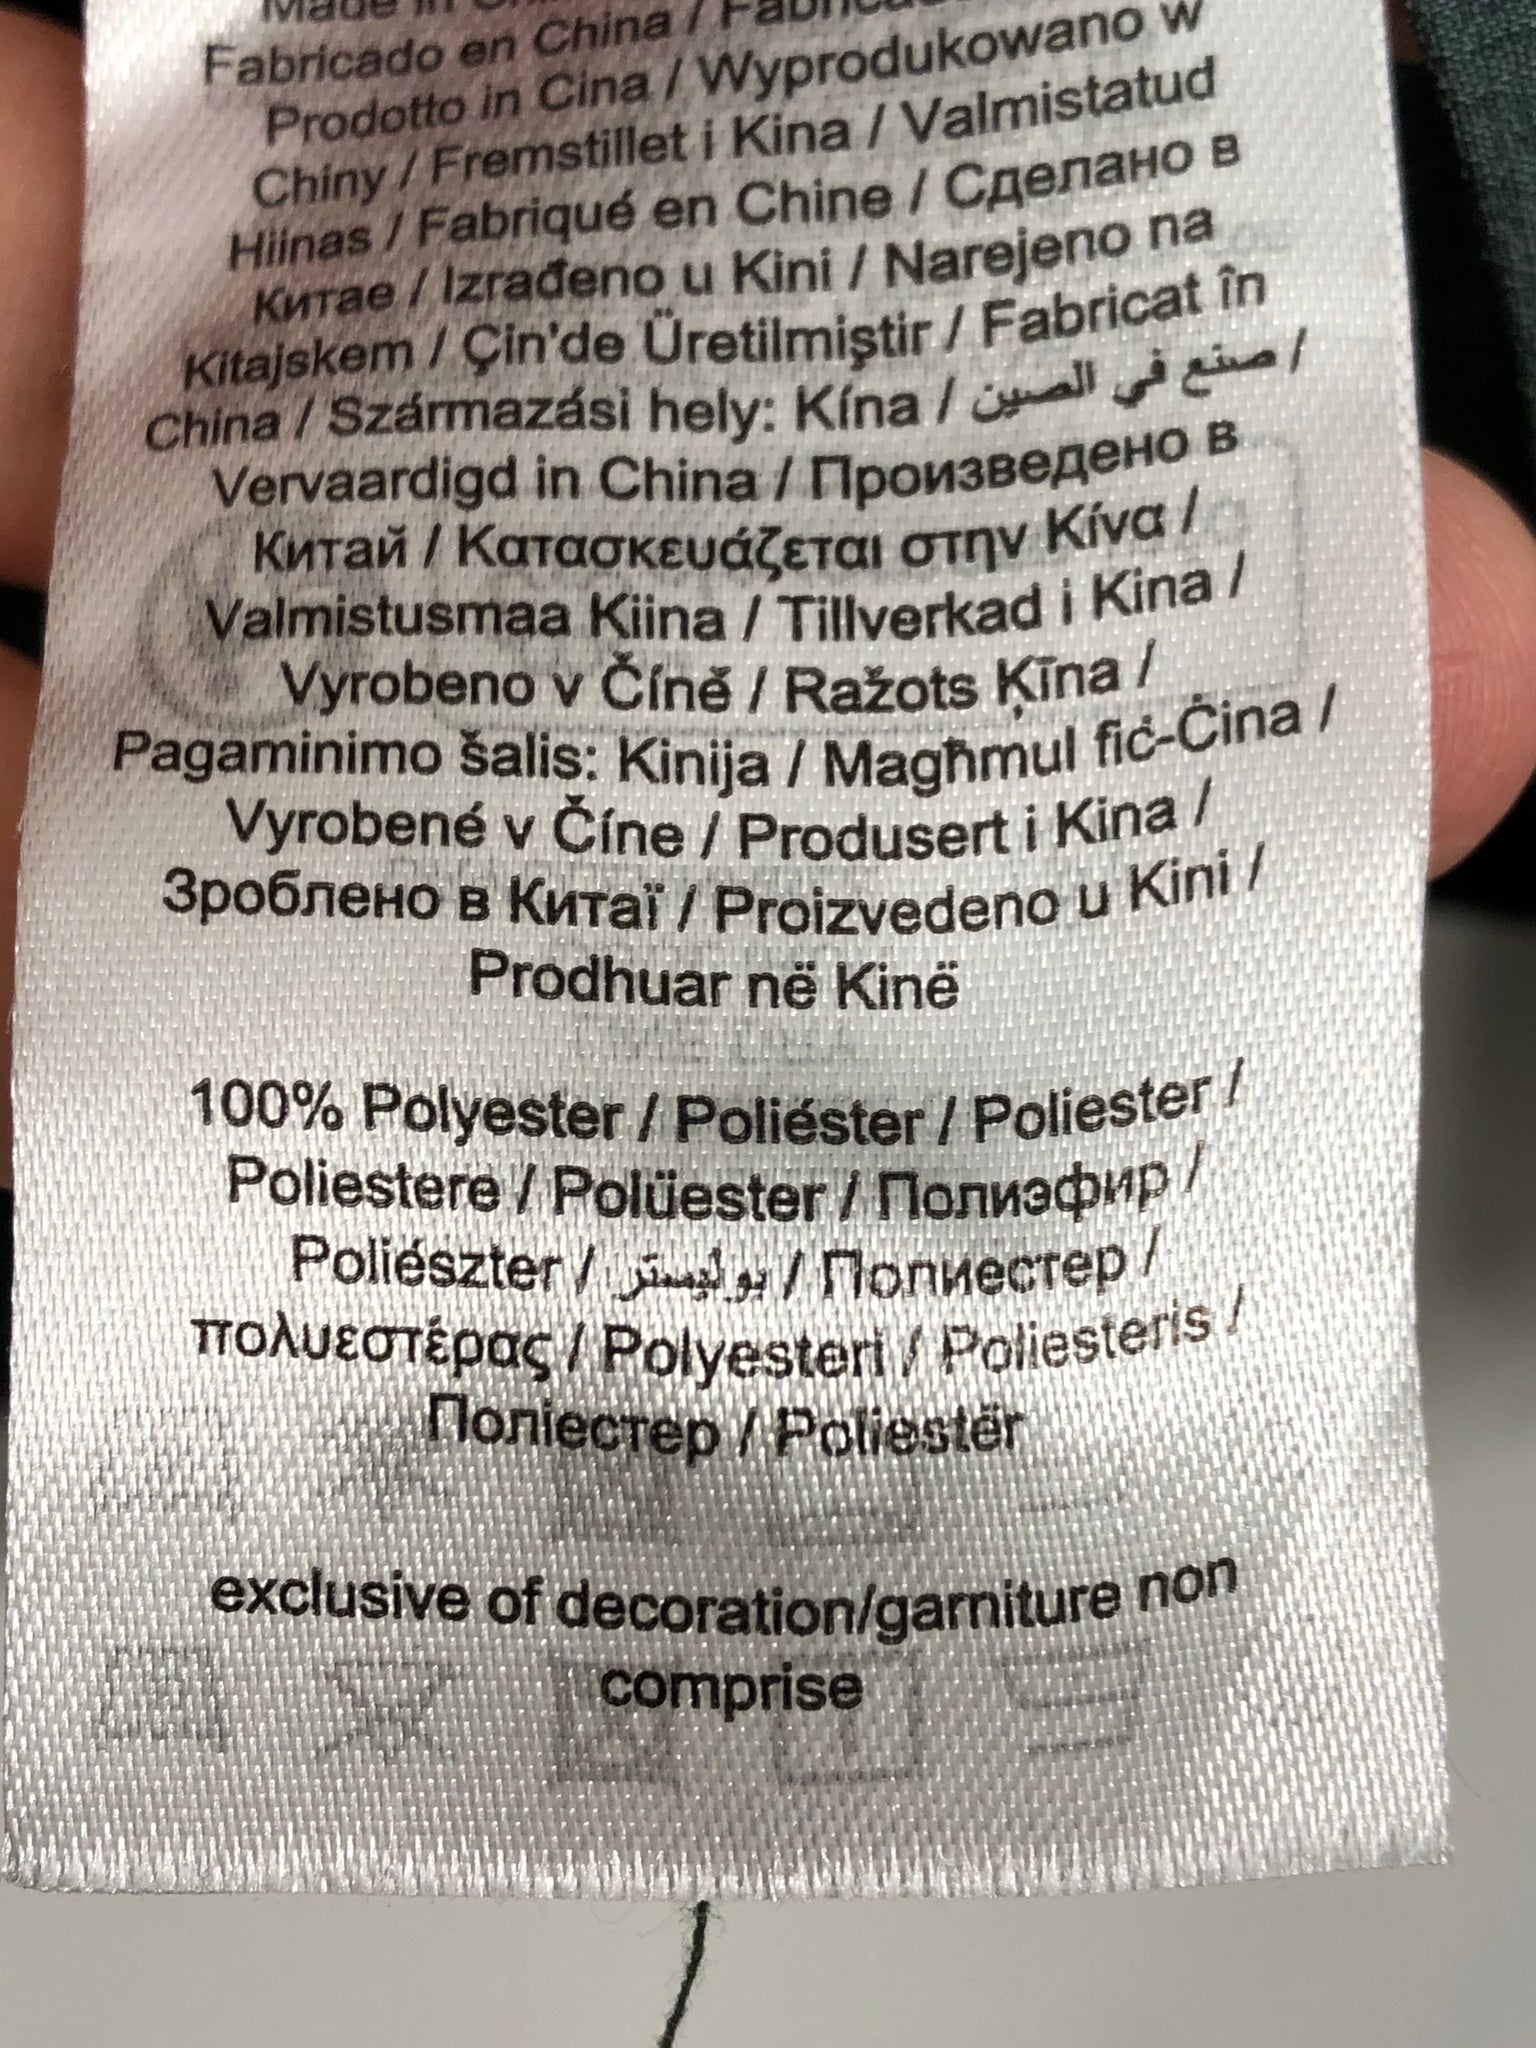 Made in
Fabricado en China /
Prodotto in Cina / Wyprodukowano w
Chiny / Fremstillet i Kina / Valmistatud
Hiinas / Fabriqué en Chine / Сделано в
Китае / Izrađeno u Kini / Narejeno na
Kitajskem / Çin'de Üretilmiştir / Fabricat în
China / Származási hely: Kína / صنع في الصين /
Vervaardigd in China / Произведено в
Китай / Κατασκευάζεται στην Κίνα /
Valmistusmaa Kiina / Tillverkad i Kina /
Vyrobeno v Číně / Ražots Ķīna /
Pagaminimo šalis: Kinija / Magħmul fiċ-Ċina /
Vyrobené v Číne / Produsert i Kina /
Зроблено в Китаї / Proizvedeno u Kini /
Prodhuar në Kinë
100% Polyester / Poliéster / Poliester /
Poliestere / Polüester / Полиэфир /
Poliészter / بوليستر / Полиестер /
πολυεστέρας / Polyesteri / Poliesteris /
Поліестер / Poliestër
exclusive of decoration/garniture non
comprise